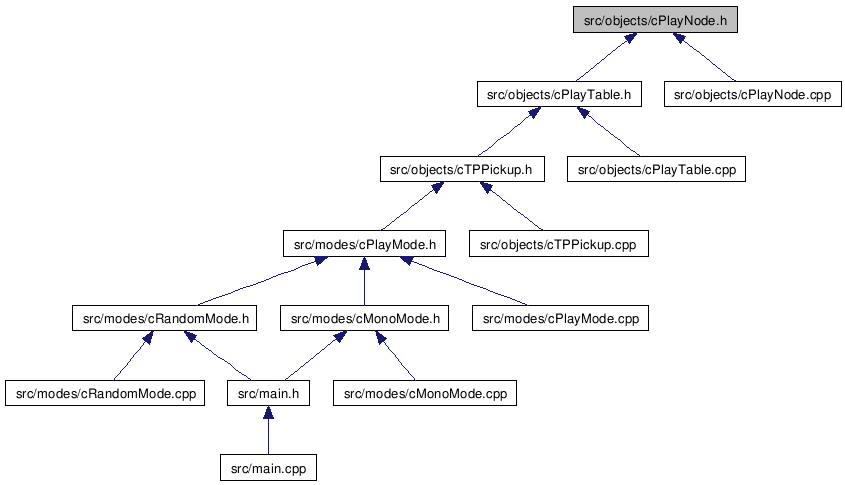 src/objects/cPlayNode.h
src/objects/cPlayTable.h
src/objects/cPlayNode.cpp
src/objects/cTPPickup.h
src/objects/cPlayTable.cpp
src/modes/cPlayMode.h
src/objects/cTPPickup.cpp
src/modes/cRandomMode.h
src/modes/cMonoMode.h
src/modes/cPlayMode.cpp
src/modes/cRandomMode.cpp
src/main.h
src/modes/cMonoMode.cpp
src/main.cpp